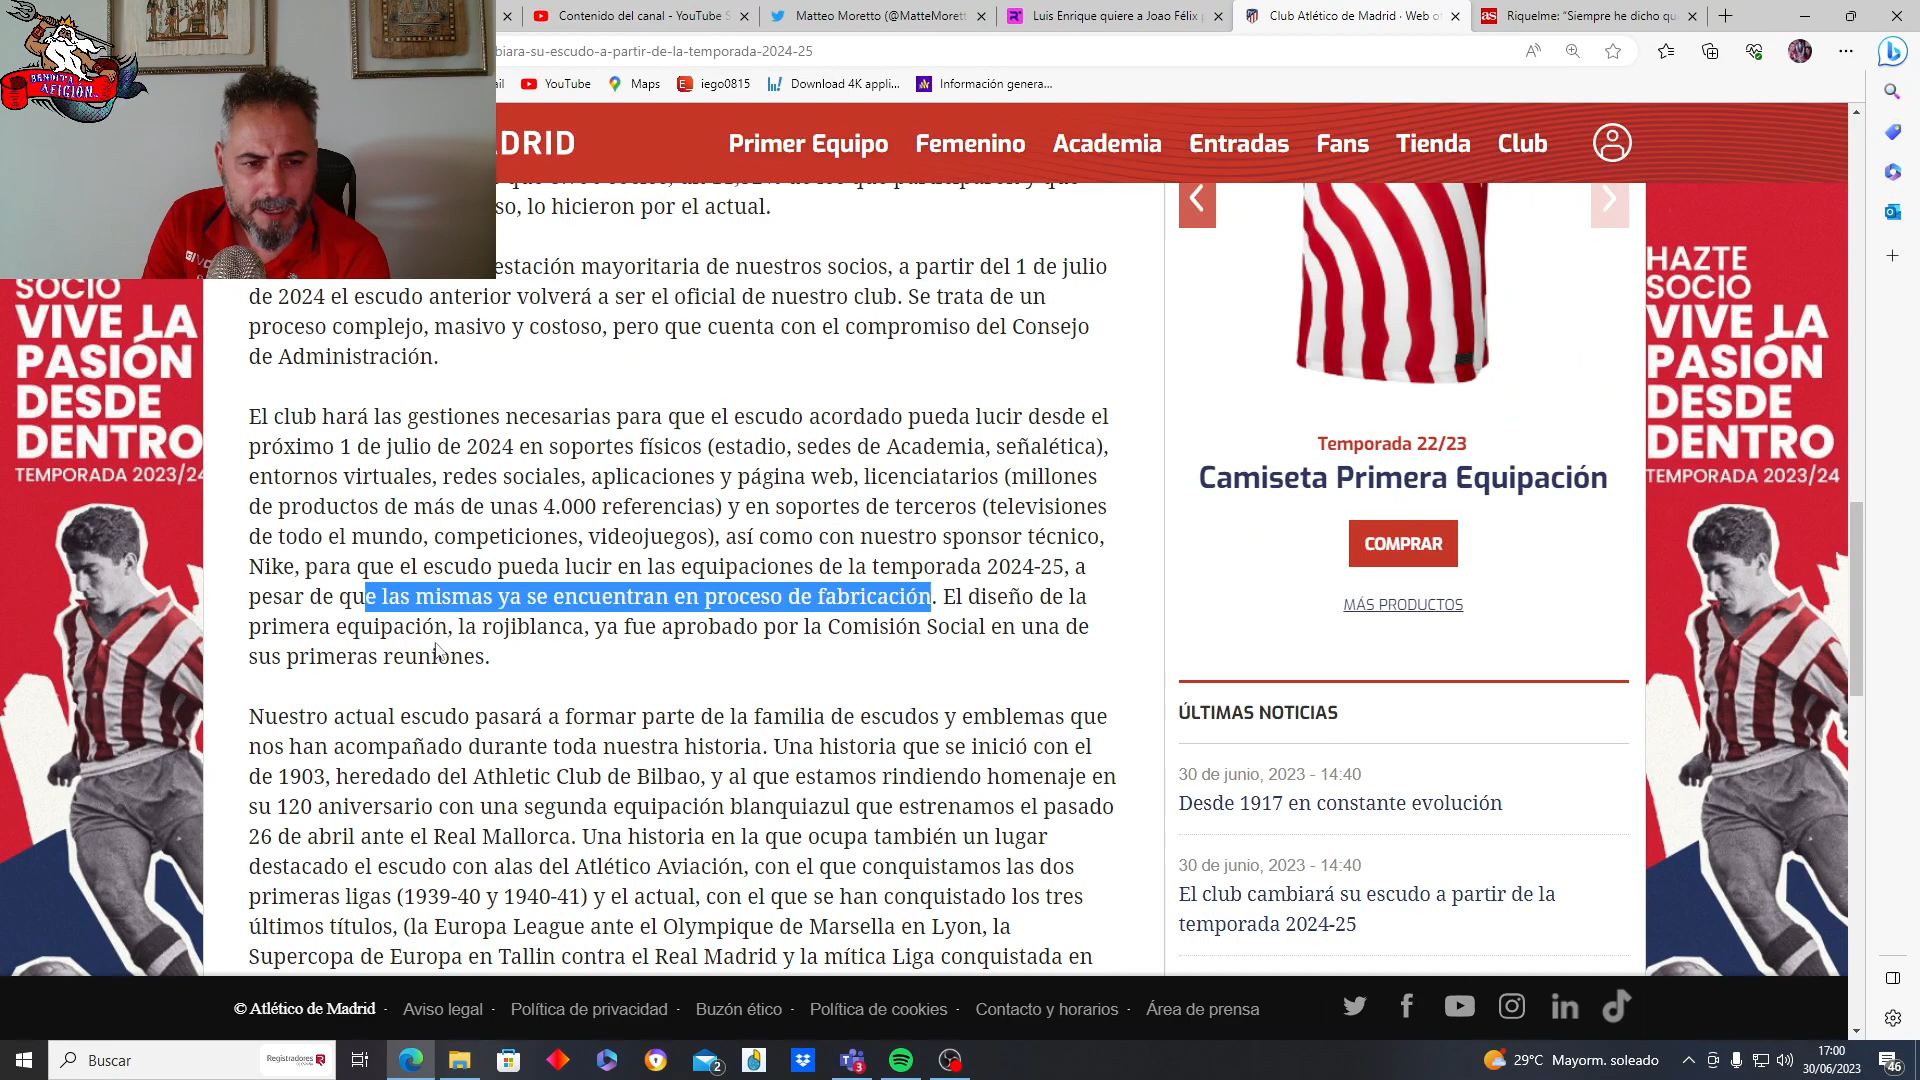 BENDITA
AFICIÓN
Contenido del canal - YouTube S
Matteo Moretto (@MatteMorett
Luis Enrique quiere a Joao Félix p
Club Atlético de Madrid · Web o
as
Riquelme: "Siempre he dicho qu
biara-su-escudo-a-partir-de-la-temporada-2024-25
YouTube
Maps
iego0815
Download 4K appli...
Información genera...
DRID
Primer Equipo
Femenino
Academia
Entradas
Fans
Tienda
Club
so, lo hicieron por el actual.
estación mayoritaria de nuestros socios, a partir del 1 de julio
de 2024 el escudo anterior volverá a ser el oficial de nuestro club. Se trata de un
proceso complejo, masivo y costoso, pero que cuenta con el compromiso del Consejo
de Administración.
El club hará las gestiones necesarias para que el escudo acordado pueda lucir desde el
próximo 1 de julio de 2024 en soportes físicos (estadio, sedes de Academia, señalética),
entornos virtuales, redes sociales, aplicaciones y página web, licenciatarios (millones
de productos de más de unas 4.000 referencias) y en soportes de terceros (televisiones
de todo el mundo, competiciones, videojuegos), así como con nuestro sponsor técnico,
Nike, para que el escudo pueda lucir en las equipaciones de la temporada 2024-25, a
pesar de que las mismas ya se encuentran en proceso de fabricación. El diseño de la
primera equipación, la rojiblanca, ya fue aprobado por la Comisión Social en una de
sus primeras reuniones.
Nuestro actual escudo pasará a formar parte de la familia de escudos y emblemas que
nos han acompañado durante toda nuestra historia. Una historia que se inició con el
de 1903, heredado del Athletic Club de Bilbao, y al que estamos rindiendo homenaje en
su 120 aniversario con una segunda equipación blanquiazul que estrenamos el pasado
26 de abril ante el Real Mallorca. Una historia en la que ocupa también un lugar
destacado el escudo con alas del Atlético Aviación, con el que conquistamos las dos
primeras ligas (1939-40 y 1940-41) y el actual, con el que se han conquistado los tres
últimos títulos, (la Europa League ante el Olympique de Marsella en Lyon, la
Supercopa de Europa en Tallin contra el Real Madrid y la mítica Liga conquistada en
Temporada 22/23
Camiseta Primera Equipación
COMPRAR
MÁS PRODUCTOS
ÚLTIMAS NOTICIAS
30 de junio, 2023 - 14:40
Desde 1917 en constante evolución
30 de junio, 2023 - 14:40
El club cambiará su escudo a partir de la
temporada 2024-25
SOCIO
VIVE LA
PASIÓN
DESDE
DENTRO
TEMPORADA 2023/24
HAZTE
SOCIO
VIVE LA
PASIÓN
DESDE
DENTRO
TEMPORADA 2023/24
© Atlético de Madrid · Aviso legal · Política de privacidad · Buzón ético · Política de cookies · Contacto y horarios · Área de prensa
Buscar
Registradores
2
3
29°C Mayorm. soleado
17:00
30/06/2023
46